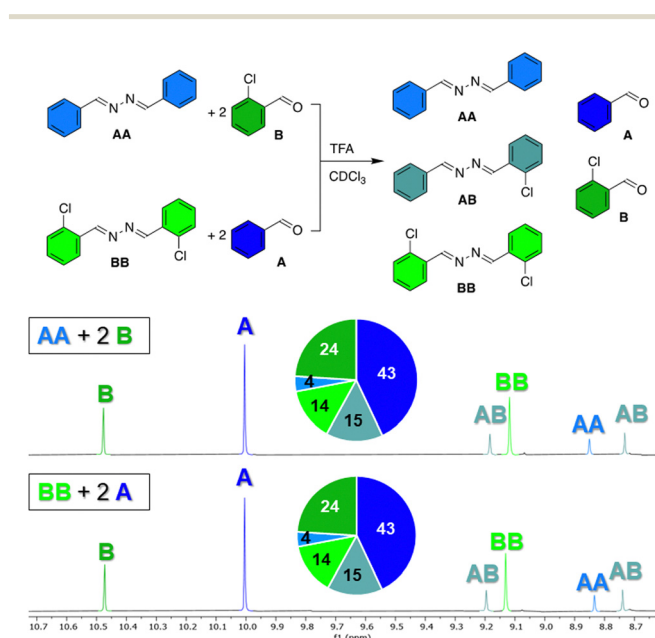 Cl
O
N
N
+ 2
AA
B
TFA
CDCl3
N
N
AA
O
A
N
N
Cl
AB
Cl
O
B
Cl
N
N
Cl
BB
+ 2
O
A
Cl
N
N
Cl
BB
AA + 2 B
B
A
24
43
4
14
15
AB
BB
AA
AB
BB + 2 A
B
A
24
43
4
14
15
AB
BB
AA
AB
10.7 10.6 10.5 10.4 10.3 10.2 10.1 10.0 9.9 9.8 9.7 9.6 9.5 9.4 9.3 9.2 9.1 9.0 8.9 8.8 8.7
f1 (ppm)